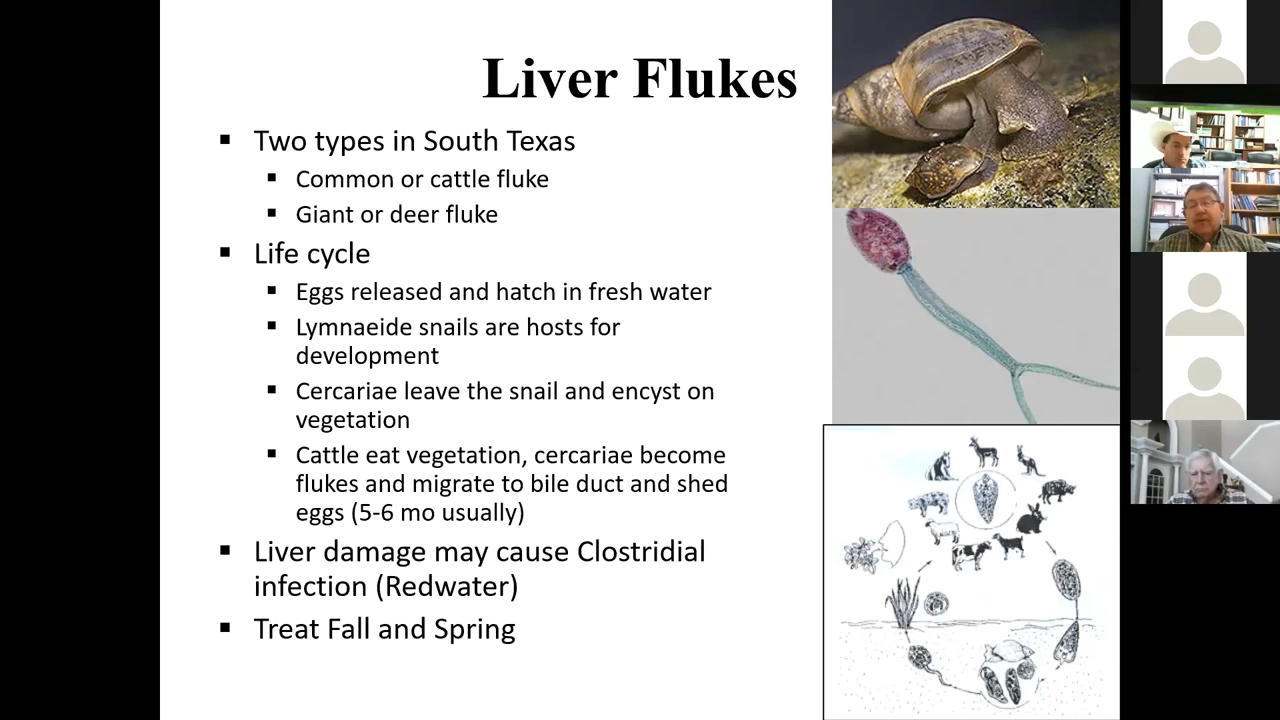 Liver Flukes
▪ Two types in South Texas
▪ Common or cattle fluke
▪ Giant or deer fluke
▪ Life cycle
▪ Eggs released and hatch in fresh water
▪ Lymnaeide snails are hosts for
development
▪ Cercariae leave the snail and encyst on
vegetation
▪ Cattle eat vegetation, cercariae become
flukes and migrate to bile duct and shed
eggs (5-6 mo usually)
▪ Liver damage may cause Clostridial
infection (Redwater)
▪ Treat Fall and Spring